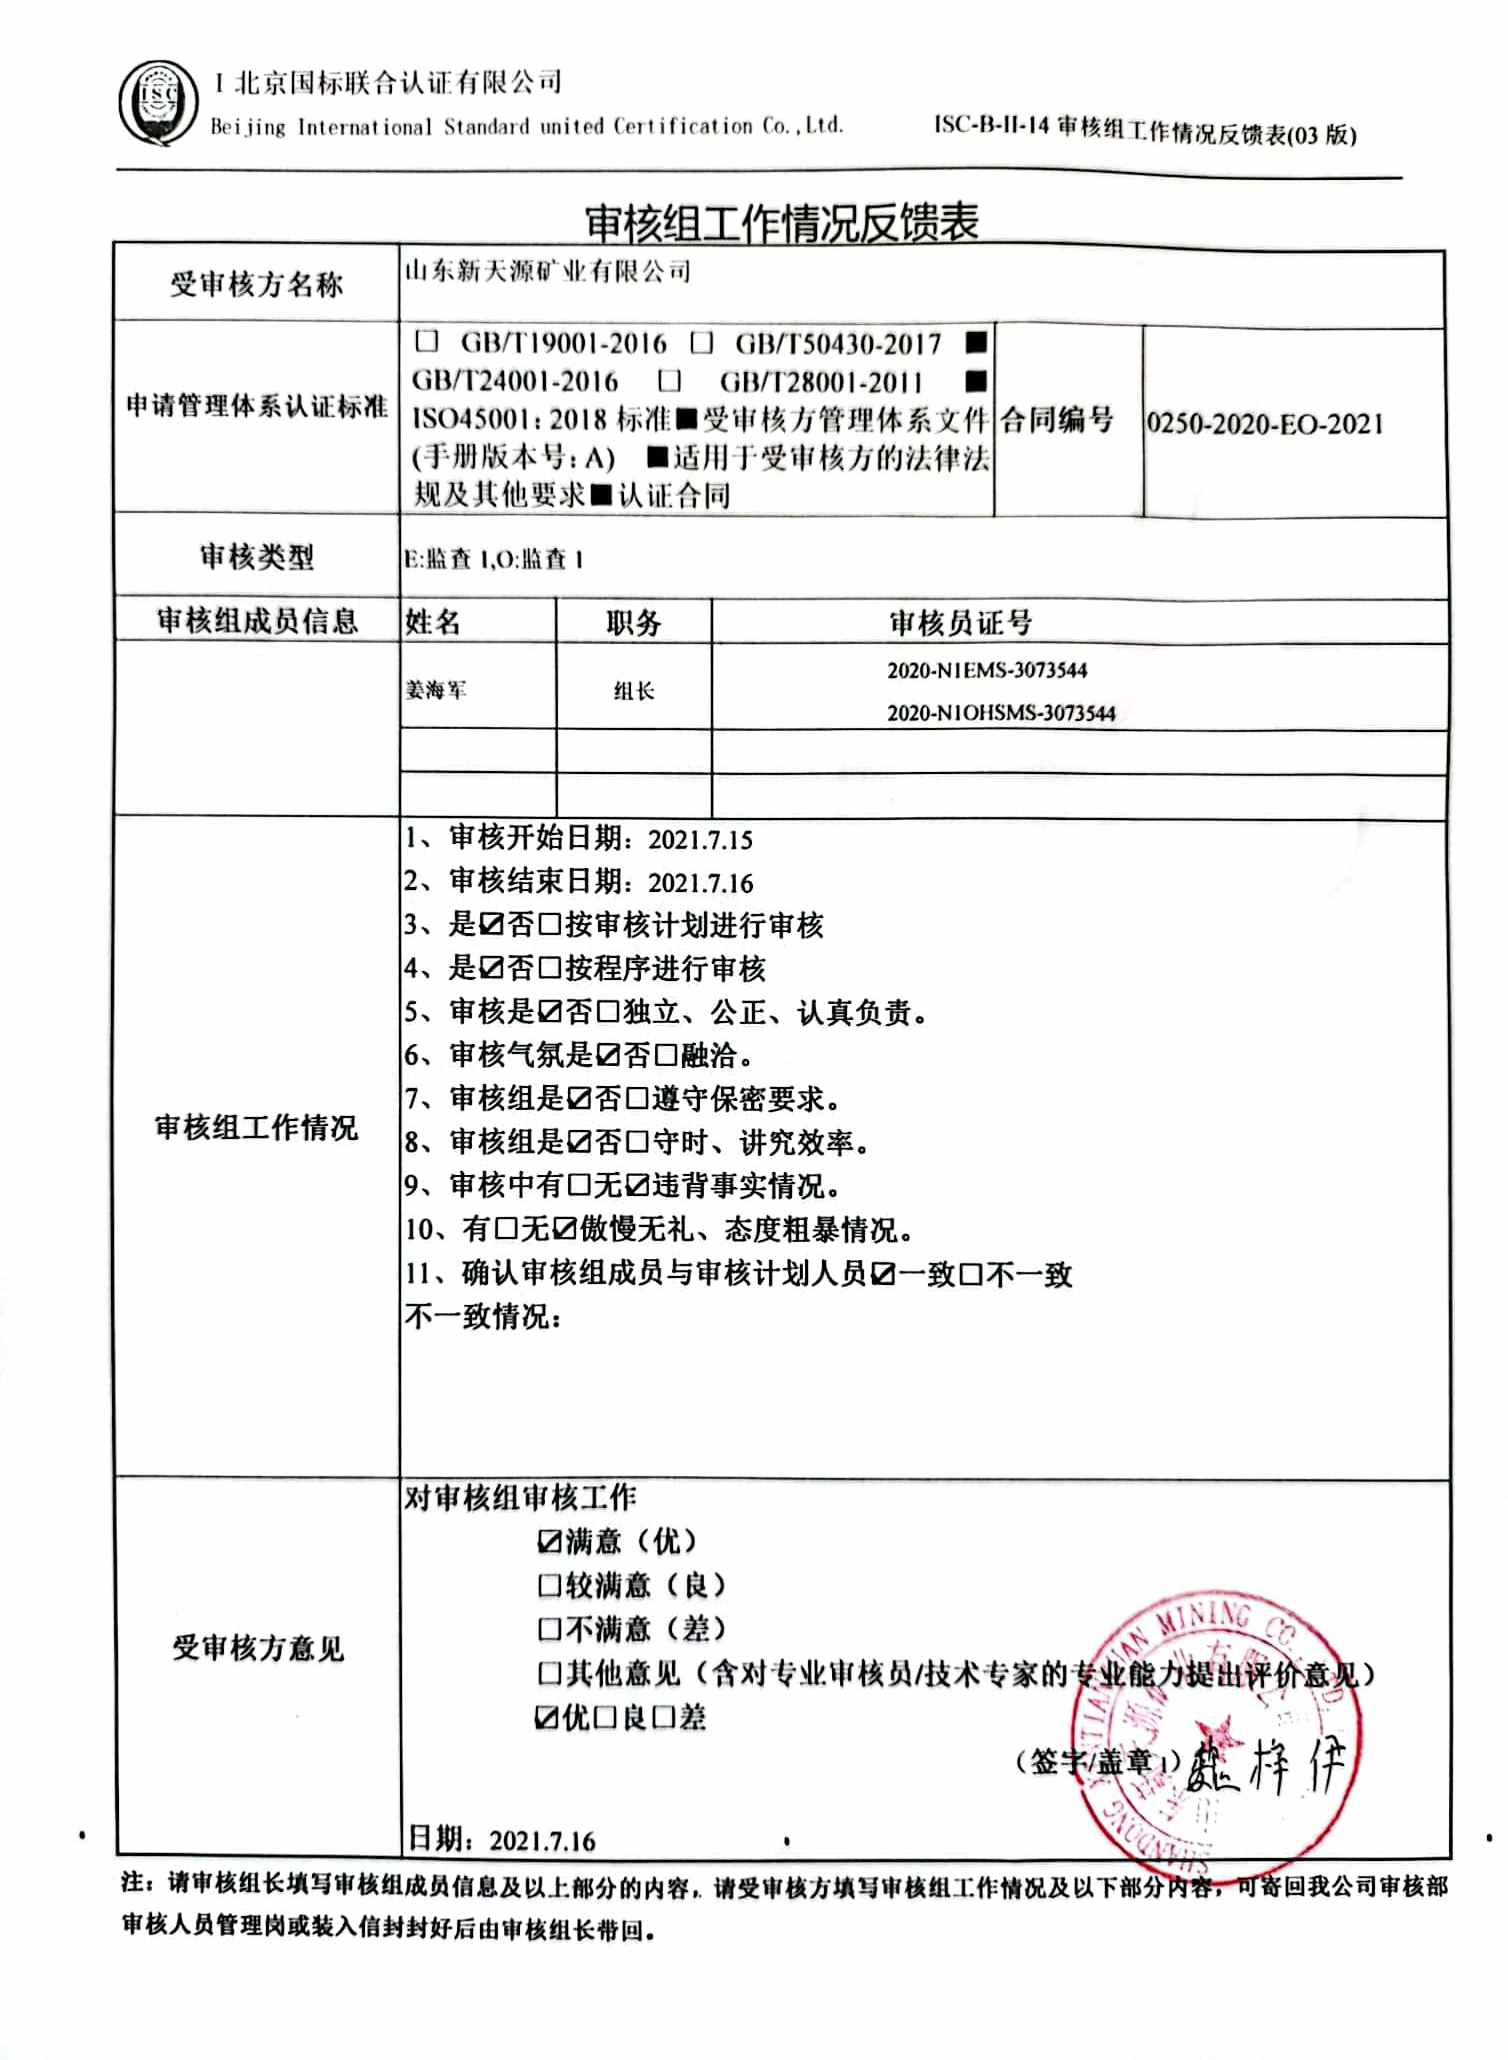 ISC
I 北京国标联合认证有限公司
Beijing International Standard united Certification Co.,Ltd.
ISC-B-II-14 审核组工作情况反馈表(03 版)
审核组工作情况反馈表
受审核方名称
山东新天源矿业有限公司
申请管理体系认证标准
□ GB/T19001-2016 □ GB/T50430-2017 ■
GB/T24001-2016 □ GB/T28001-2011 ■
ISO45001: 2018 标准■受审核方管理体系文件
(手册版本号: A) ■适用于受审核方的法律法
规及其他要求■认证合同
合同编号
0250-2020-EO-2021
审核类型
E:监查 1,O:监查 1
审核组成员信息
姓名
职务
审核员证号
姜海军
组长
2020-N1EMS-3073544
2020-N1OHSMS-3073544
审核组工作情况
1、审核开始日期: 2021.7.15
2、审核结束日期: 2021.7.16
3、是☑否□按审核计划进行审核
4、是☑否□按程序进行审核
5、审核是☑否□独立、公正、认真负责。
6、审核气氛是☑否□融洽。
7、审核组是☑否□遵守保密要求。
8、审核组是☑否□守时、讲究效率。
9、审核中有□无☑违背事实情况。
10、有□无☑傲慢无礼、态度粗暴情况。
11、确认审核组成员与审核计划人员☑一致□不一致
不一致情况:
受审核方意见
对审核组审核工作
☑满意（优）
□较满意（良）
□不满意（差）
□其他意见（含对专业审核员/技术专家的专业能力提出评价意见）
☑优□良□差
（签字/盖章）魏梓伊
日期: 2021.7.16
SHANDONG XINTIANYUAN MINING CO., LTD
山东新天源矿业有限公司
注: 请审核组长填写审核组成员信息及以上部分的内容，请受审核方填写审核组工作情况及以下部分内容，可寄回我公司审核部
审核人员管理岗或装入信封封好后由审核组长带回。